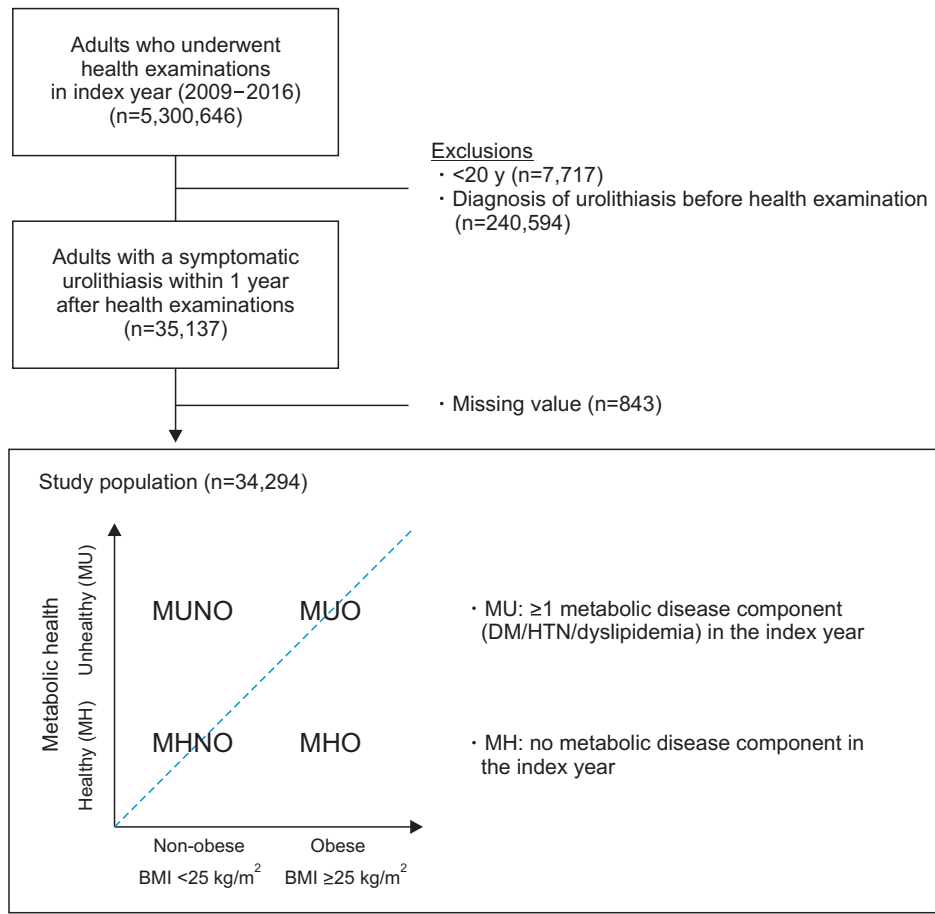 Adults who underwent
health examinations
in index year (2009–2016)
(n=5,300,646)
Exclusions
· <20 y (n=7,717)
· Diagnosis of urolithiasis before health examination
(n=240,594)
Adults with a symptomatic
urolithiasis within 1 year
after health examinations
(n=35,137)
· Missing value (n=843)
Study population (n=34,294)
Metabolic health
Unhealthy (MU)
Healthy (MH)
MUNO
MUO
· MU: ≥1 metabolic disease component
(DM/HTN/dyslipidemia) in the index year
MHNO
MHO
· MH: no metabolic disease component in
the index year
Non-obese
BMI <25 kg/m²
Obese
BMI ≥25 kg/m²